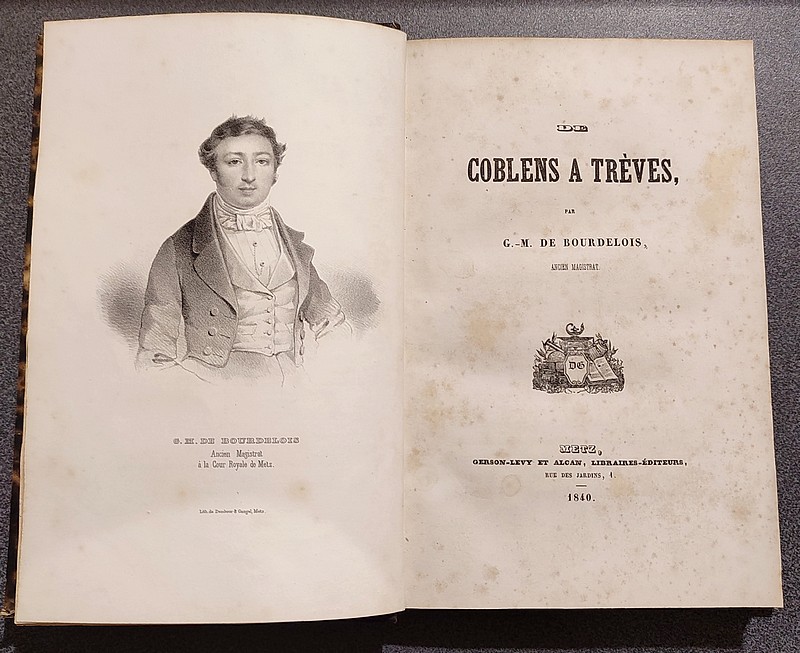 G. M. DE BOURDELOIS
Ancien Magistrat
à la Cour Royale de Metz.
Lith. de Dembour & Gangel, Metz.
DE
COBLENS A TRÈVES,
PAR
G.-M. DE BOURDELOIS,
ANCIEN MAGISTRAT.
DG
METZ,
GERSON-LEVY ET ALCAN, LIBRAIRES-ÉDITEURS,
RUE DES JARDINS, 1.
1840.